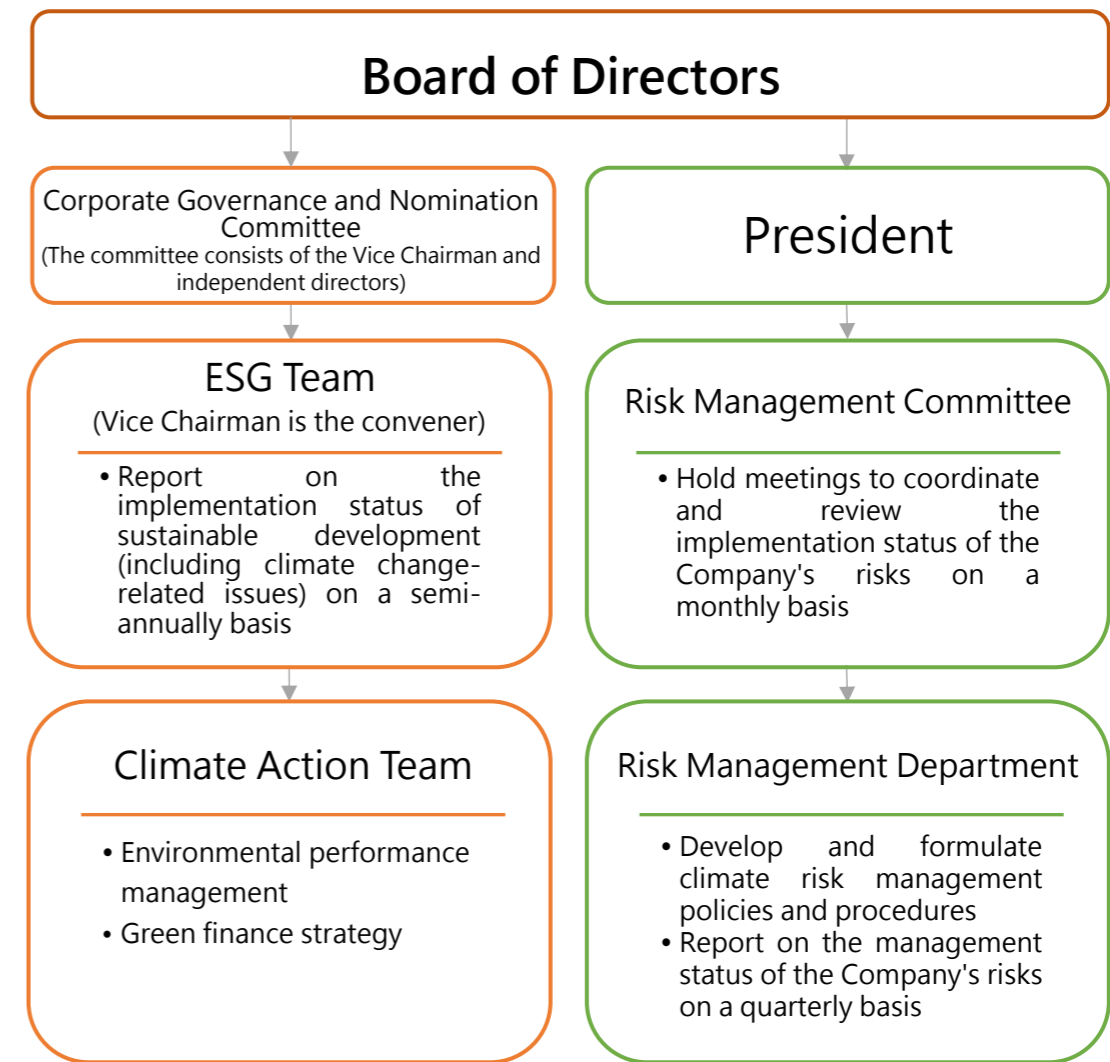 Board of Directors
Corporate Governance and Nomination
Committee
(The committee consists of the Vice Chairman and
independent directors)
President
ESG Team
(Vice Chairman is the convener)
• Report on the
implementation status of
sustainable development
(including climate change-
related issues) on a semi-
annually basis
Risk Management Committee
• Hold meetings to coordinate
and review the
implementation status of the
Company's risks on a
monthly basis
Climate Action Team
• Environmental performance
management
• Green finance strategy
Risk Management Department
• Develop and formulate
climate risk management
policies and procedures
• Report on the management
status of the Company's risks
on a quarterly basis